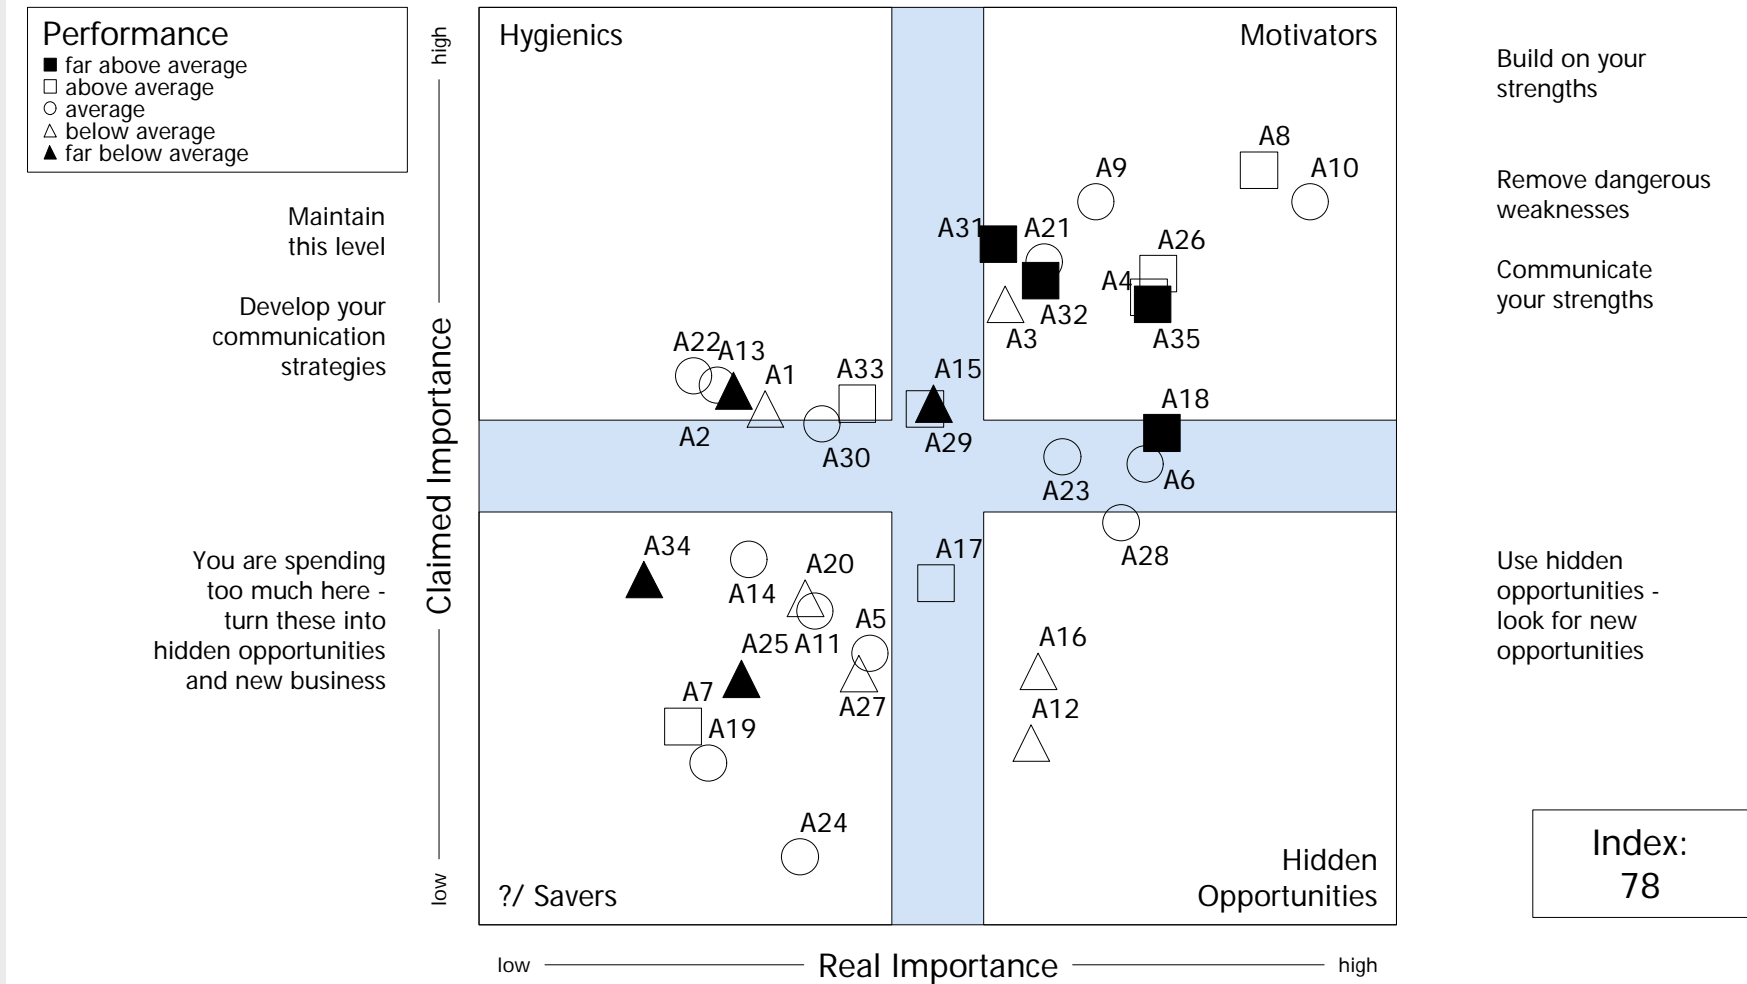 Performance
far above average
above average
average
below average
far below average
Maintain
this level
Develop your
communication
strategies
You are spending
too much here -
turn these into
hidden opportunities
and new business
high
Claimed Importance
low
Hygienics
Motivators
A8
A9
A10
A31
A21
A26
A4
A32
A3
A35
A22
A13
A1
A33
A15
A18
A2
A30
A29
A23
A6
A28
A34
A14
A20
A17
A5
A25
A11
A16
A7
A27
A12
A19
A24
?/ Savers
Hidden
Opportunities
low
Real Importance
high
Build on your
strengths
Remove dangerous
weaknesses
Communicate
your strengths
Use hidden
opportunities -
look for new
opportunities
Index:
78